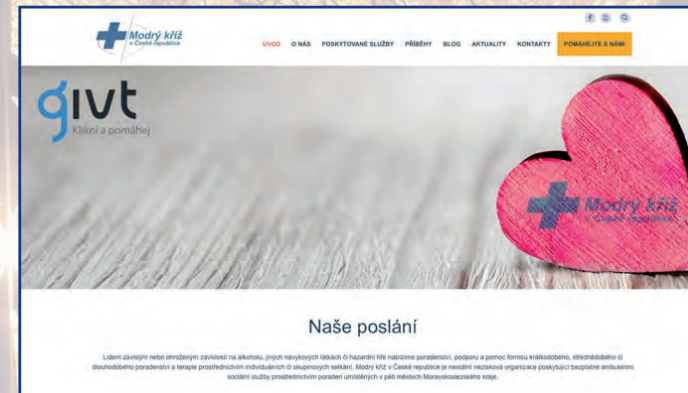 Modrý kříž
v České republice
ÚVOD O NÁS POSKYTOVANÉ SLUŽBY PŘÍBĚHY BLOG AKTUALITY KONTAKTY POMÁHEJTE S NÁMI
givt
Klikni a pomáhej
Modrý kříž
v České republice
Naše poslání
Lidem závislým nebo ohroženým závislostí na alkoholu, jiných návykových látkách či hazardní hře nabízíme poradenství, podporu a pomoc formou krátkodobého, střednědobého či
dlouhodobého poradenství a terapie prostřednictvím individuálních či skupinových setkání. Modrý kříž v České republice je nestátní nezisková organizace poskytující bezplatné ambulantní
sociální služby prostřednictvím poraden umístěných v pěti městech Moravskoslezského kraje.